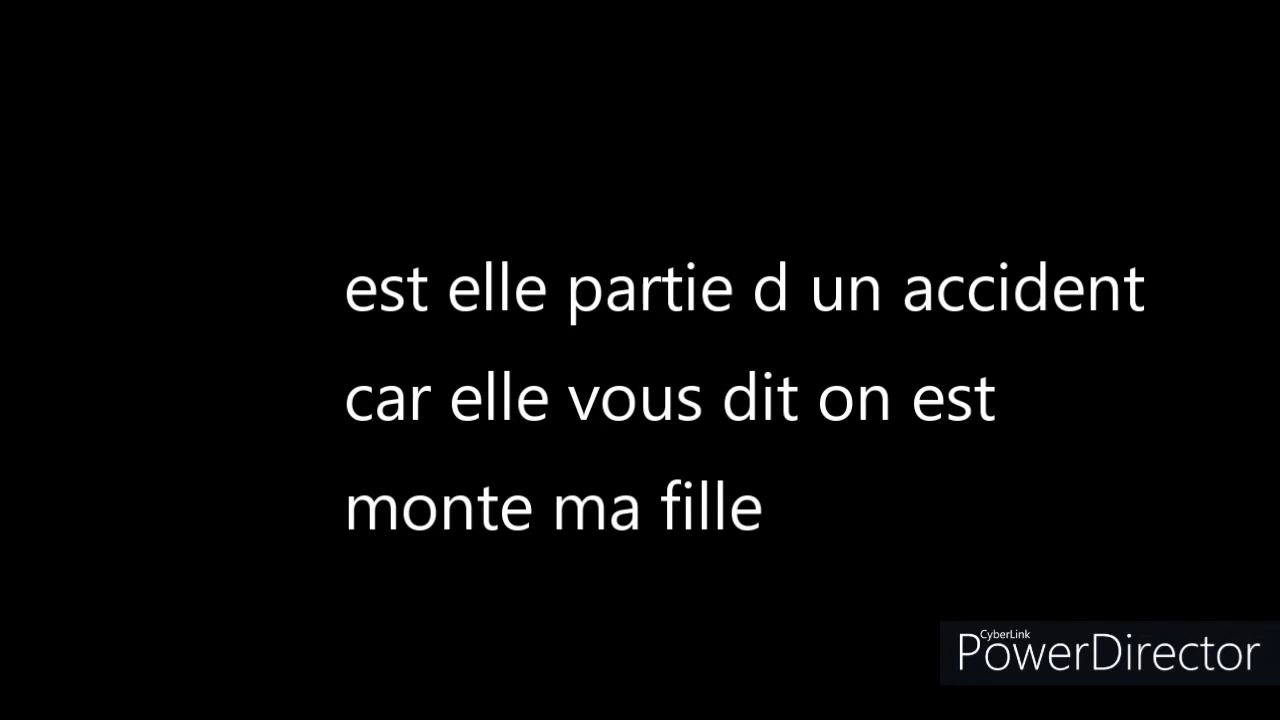 est elle partie d un accident
car elle vous dit on est
monte ma fille
CyberLink
PowerDirector